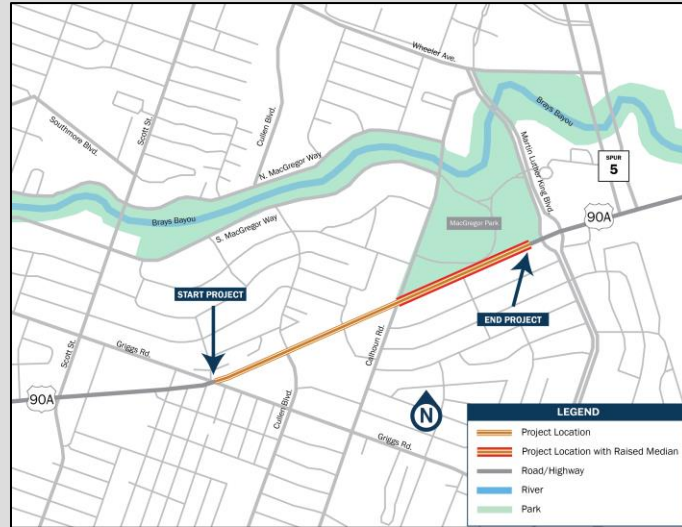 Wheeler Ave.
Scott St.
Cullen Blvd.
Southmore Blvd.
Brays
Bayou
Martin Luther King Blvd.
N. MacGregor Way
SPUR
5
Brays Bayou
S. MacGregor Way
MacGregor Park
90A
START PROJECT
END PROJECT
Calhoun Rd.
Griggs Rd.
Scott St.
Cullen Blvd.
90A
N
Griggs Rd.
LEGEND
Project Location
Project Location with Raised Median
Road/Highway
River
Park